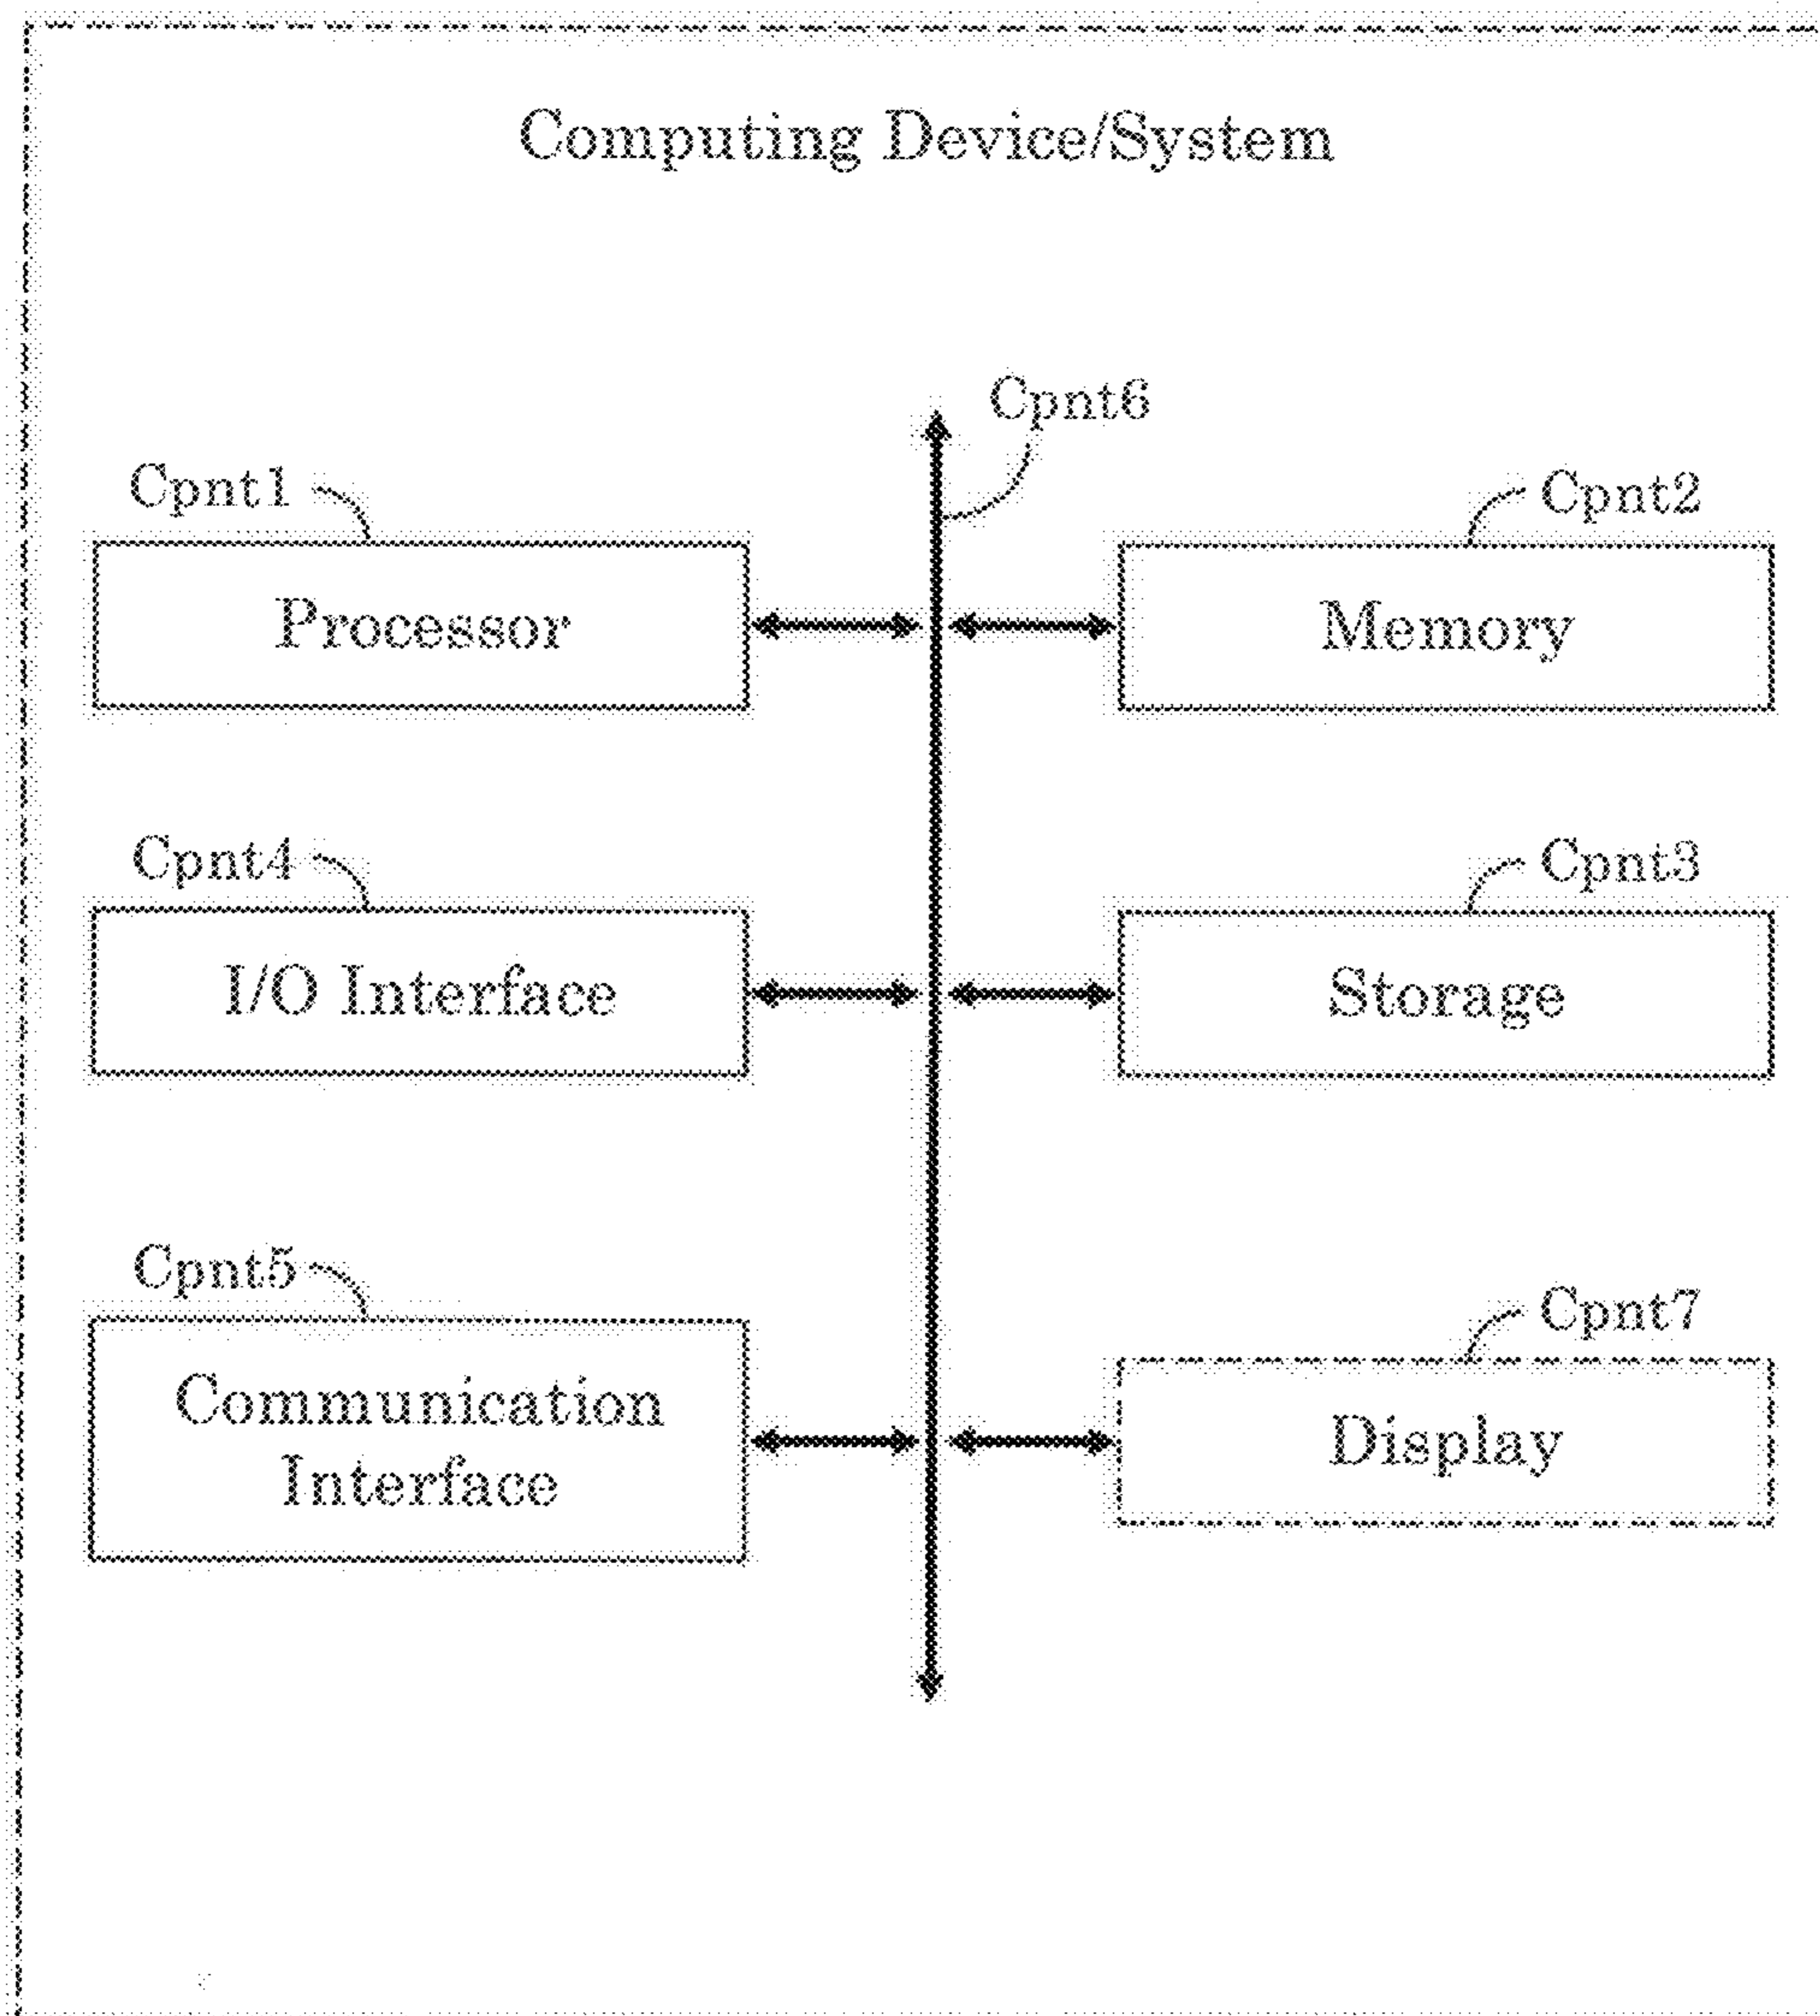 Computing Device/System
Cpnt6
Cpnt1
Cpnt2
Processor
Memory
Cpnt4
Cpnt3
I/O Interface
Storage
Cpnt5
Cpnt7
Communication
Interface
Display